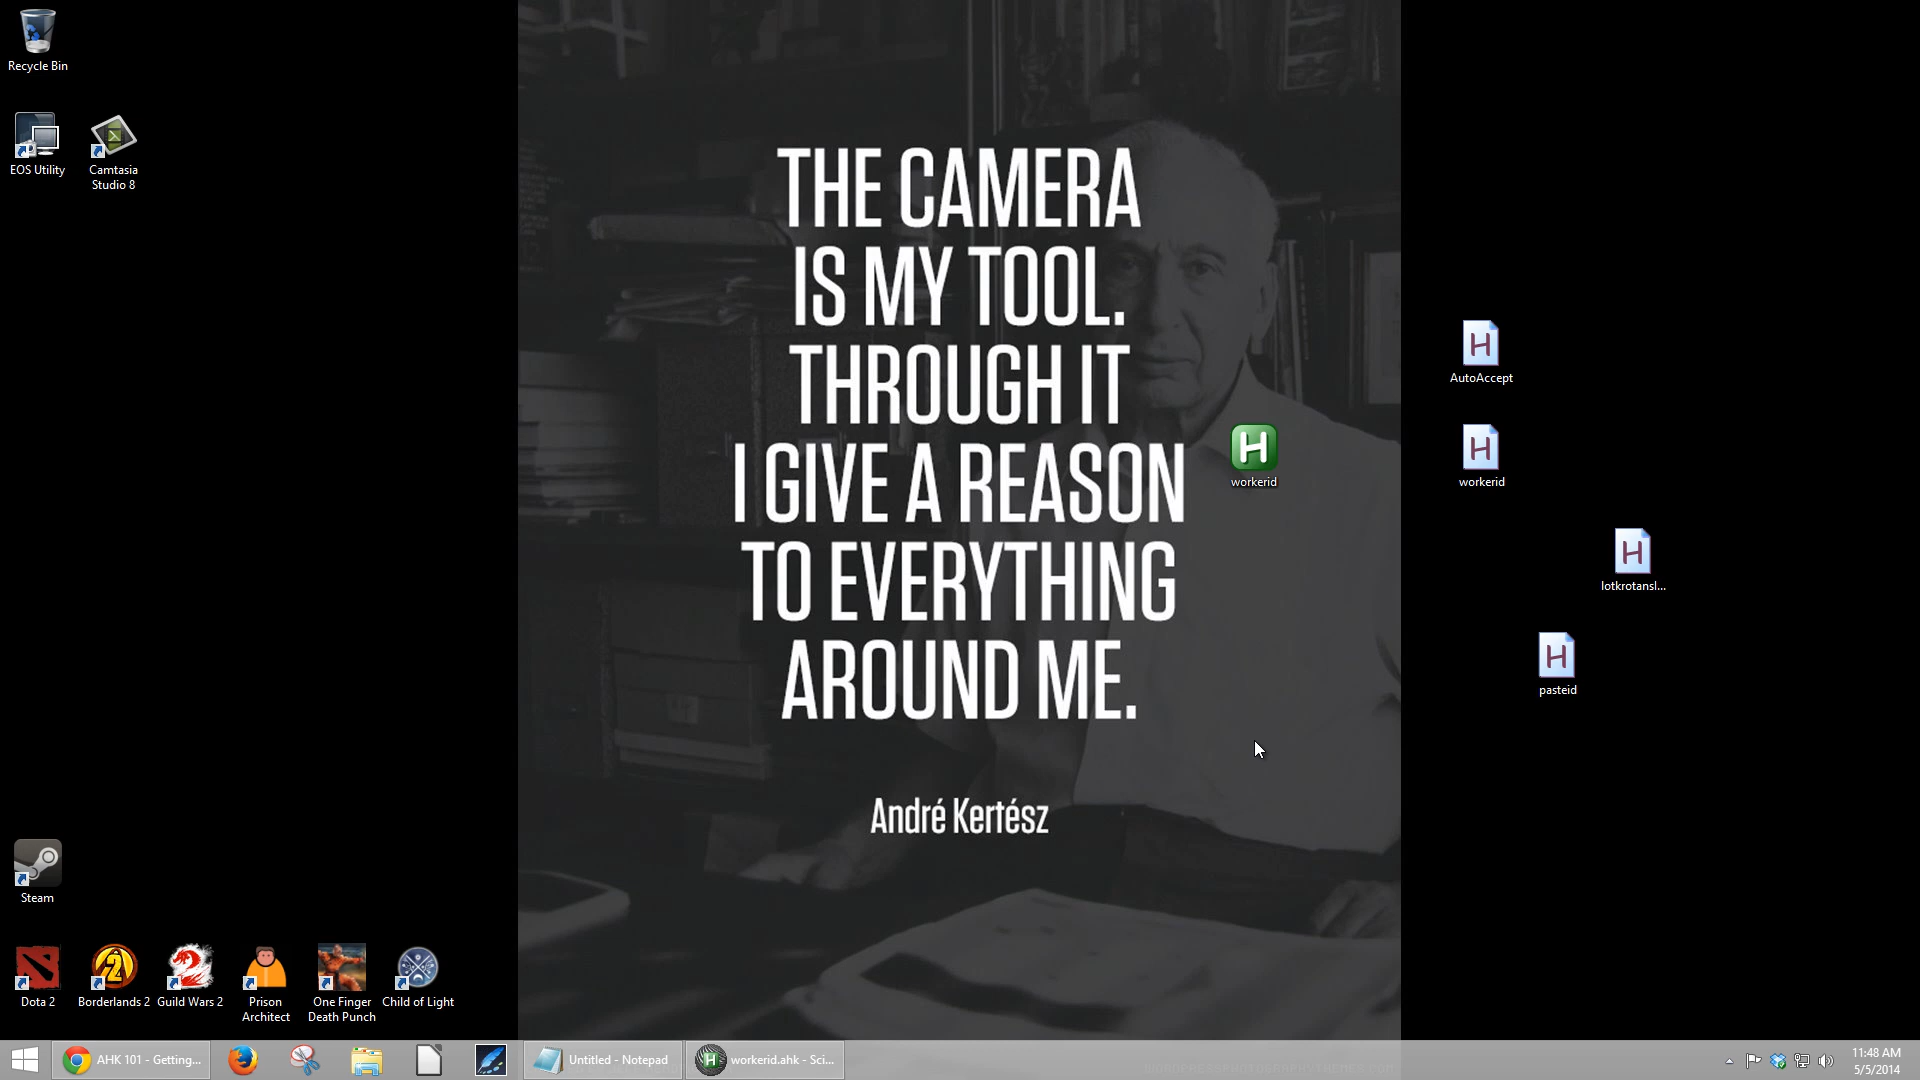 Recycle Bin
EOS Utility
Camtasia
Studio 8
THE CAMERA
IS MY TOOL.
THROUGH IT
I GIVE A REASON
TO EVERYTHING
AROUND ME.
André Kertész
workerid
AutoAccept
workerid
lotkrotansl...
pasteid
Steam
Dota 2
Borderlands 2
Guild Wars 2
Prison
Architect
One Finger
Death Punch
Child of Light
AHK 101 - Getting...
Untitled - Notepad
workerid.ahk - Sci...
11:48 AM
5/5/2014